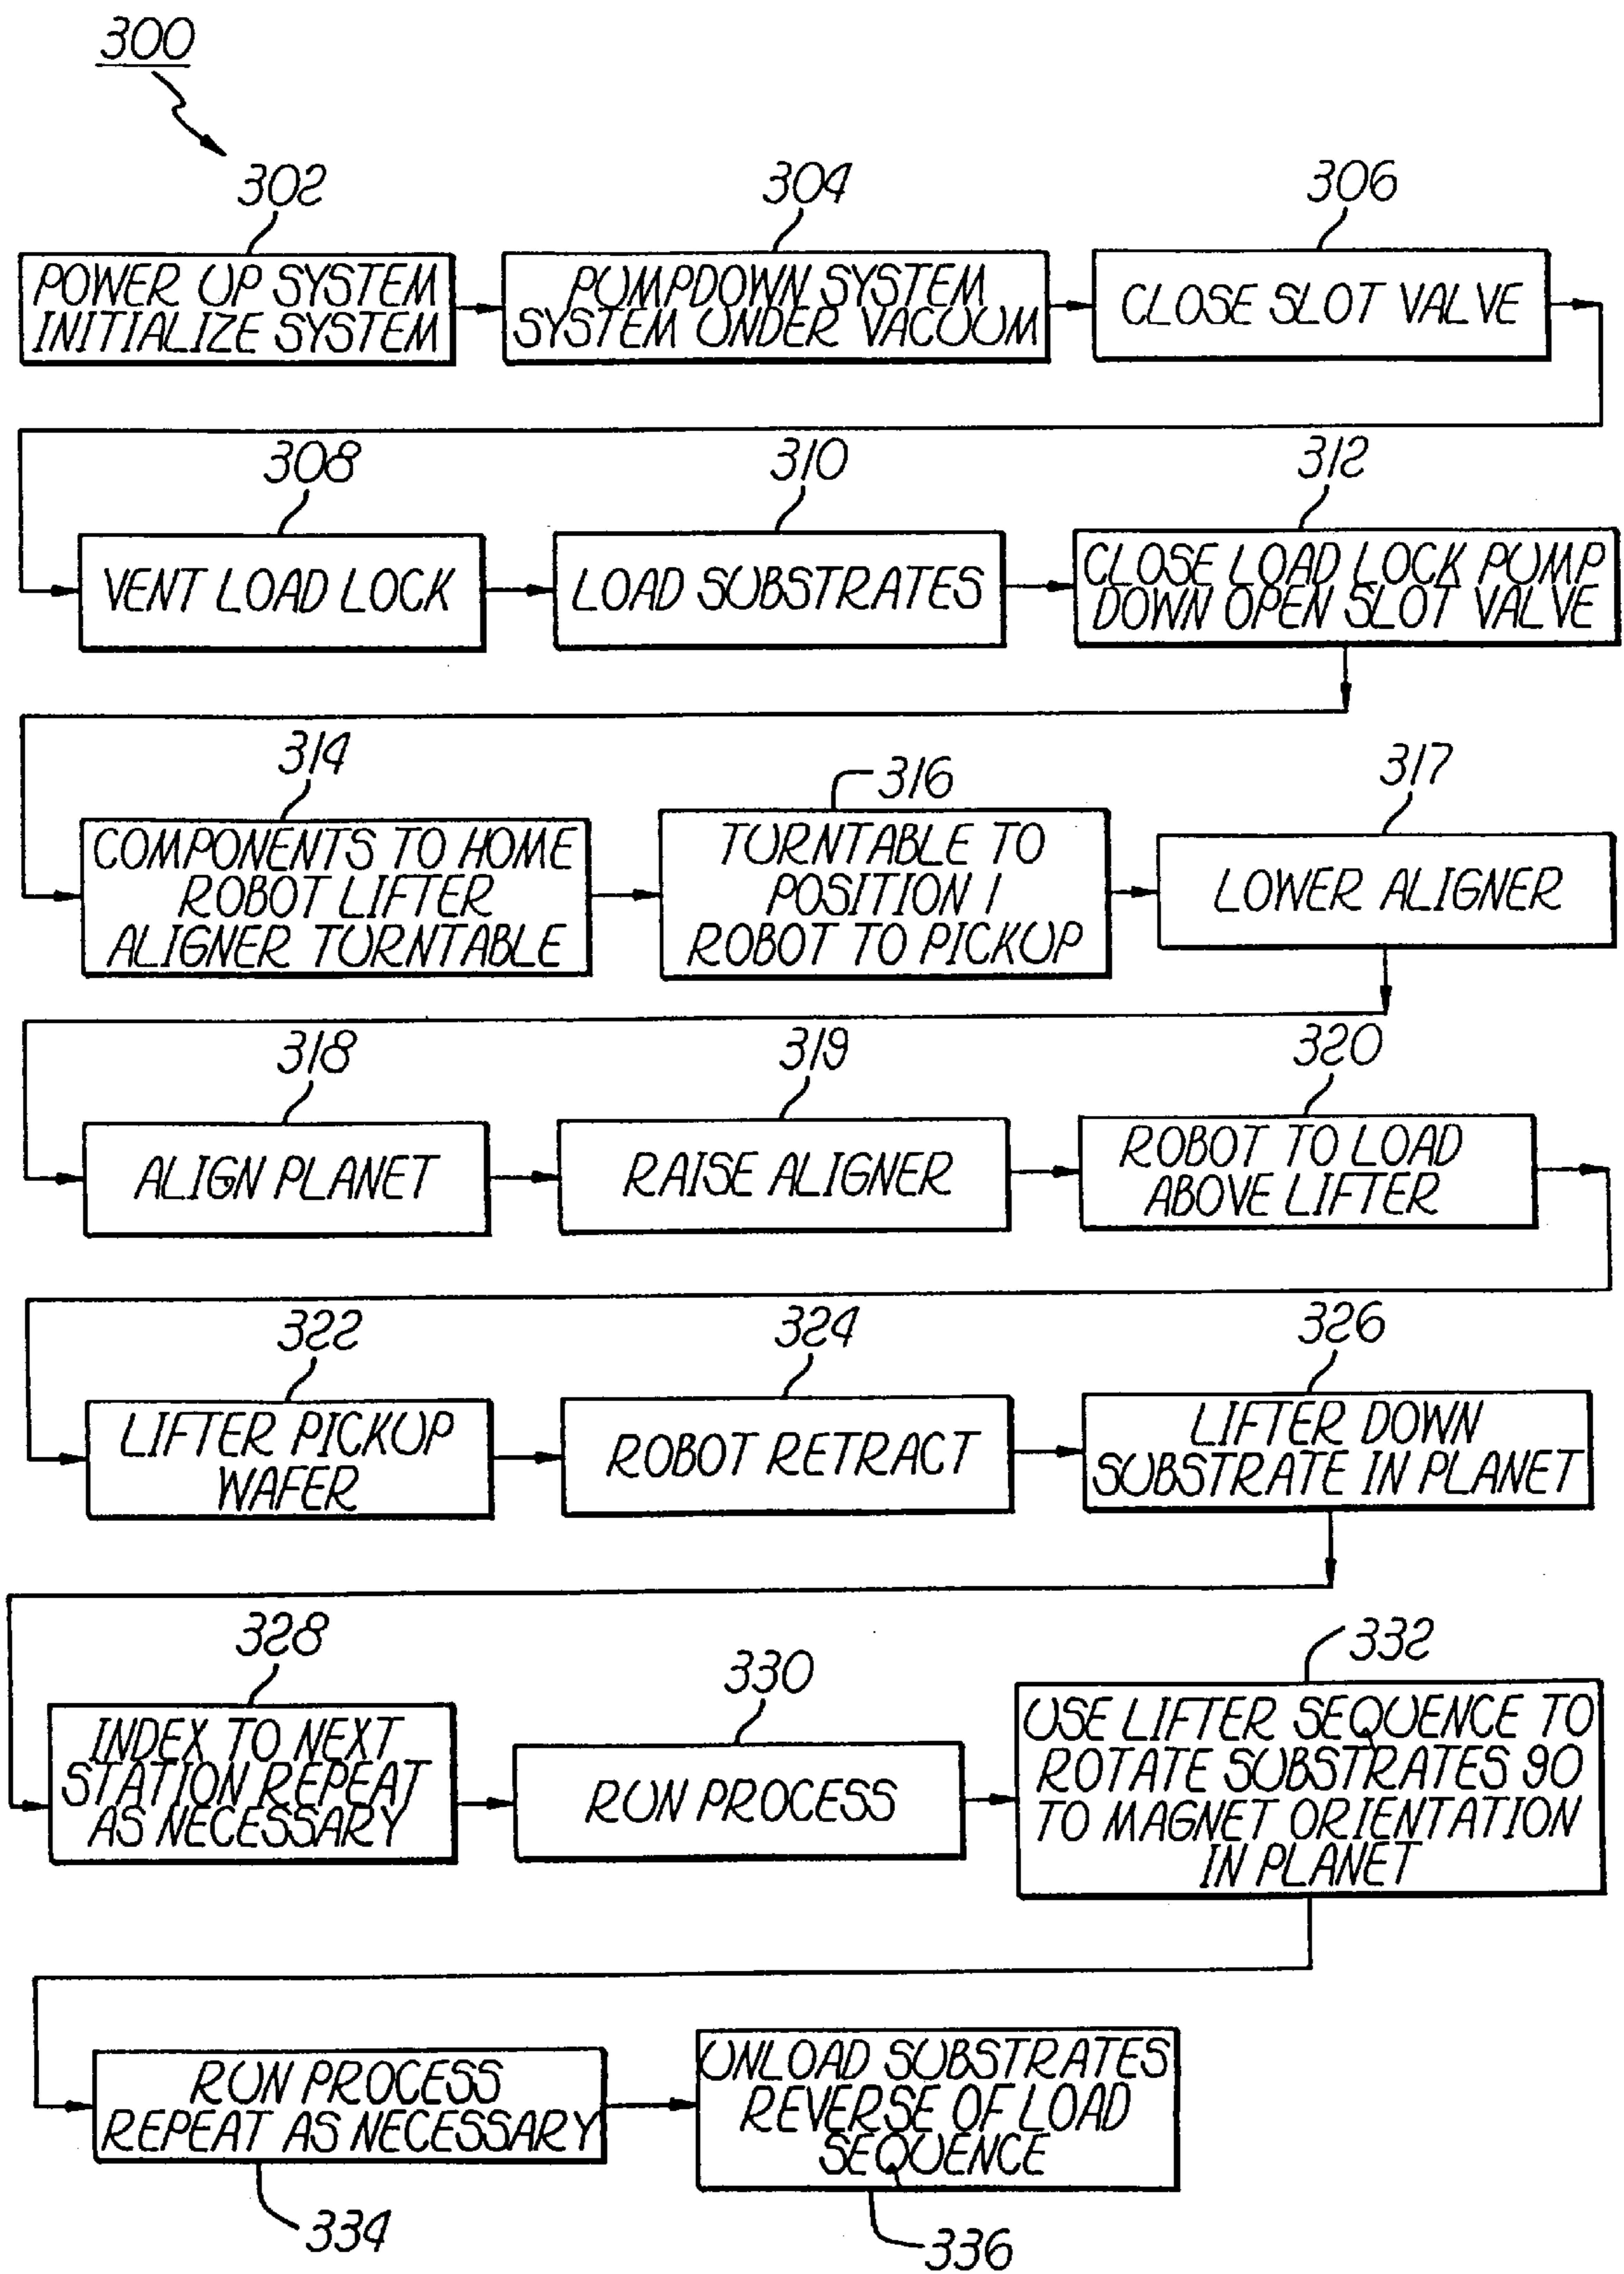 300
302
304
306
POWER UP SYSTEM
INITIALIZE SYSTEM
PUMPDOWN SYSTEM
SYSTEM UNDER VACUUM
CLOSE SLOT VALVE
308
310
312
VENT LOAD LOCK
LOAD SUBSTRATES
CLOSE LOAD LOCK PUMP
DOWN OPEN SLOT VALVE
314
316
317
COMPONENTS TO HOME
ROBOT LIFTER
ALIGNER TURNTABLE
TURNTABLE TO
POSITION 1
ROBOT TO PICKUP
LOWER ALIGNER
318
319
320
ALIGN PLANET
RAISE ALIGNER
ROBOT TO LOAD
ABOVE LIFTER
322
324
326
LIFTER PICKUP
WAFER
ROBOT RETRACT
LIFTER DOWN
SUBSTRATE IN PLANET
328
330
332
INDEX TO NEXT
STATION REPEAT
AS NECESSARY
RUN PROCESS
USE LIFTER SEQUENCE TO
ROTATE SUBSTRATES 90
TO MAGNET ORIENTATION
IN PLANET
RUN PROCESS
REPEAT AS NECESSARY
UNLOAD SUBSTRATES
REVERSE OF LOAD
SEQUENCE
334
336